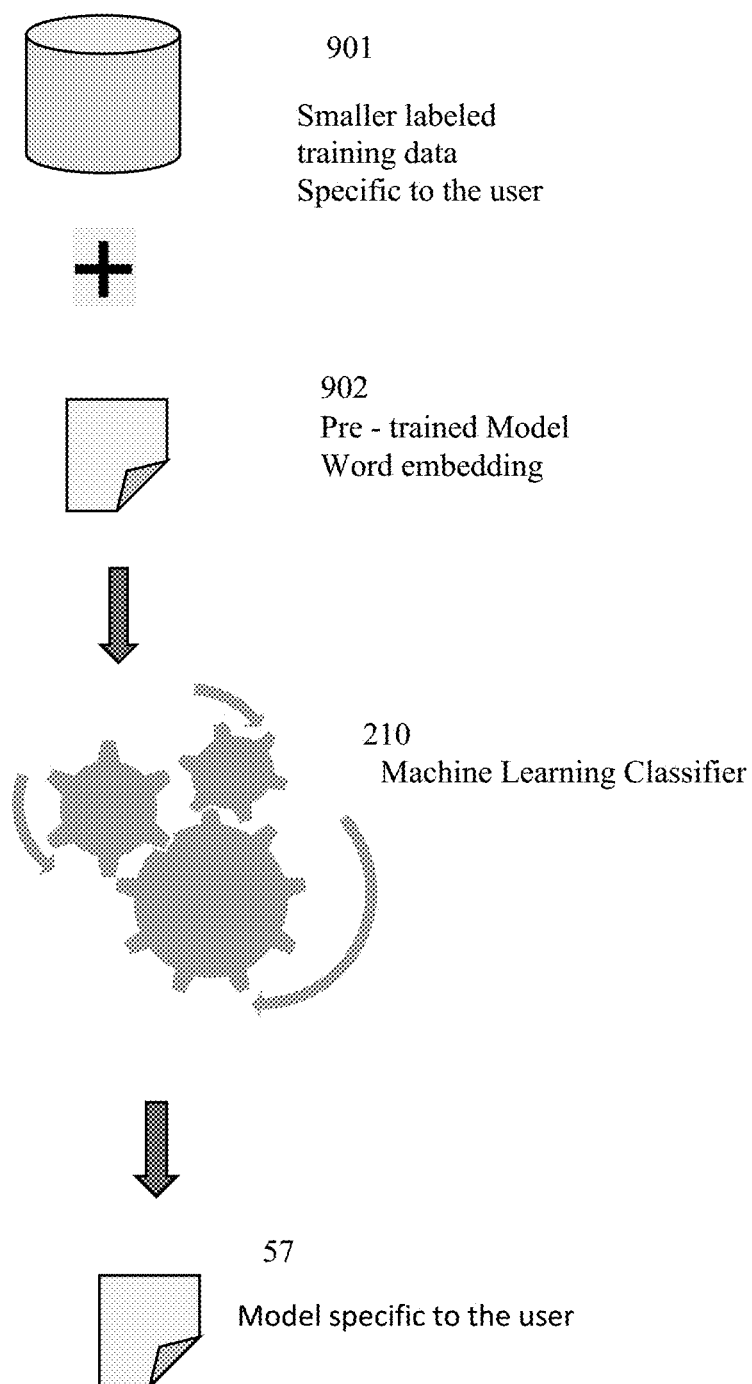 901
Smaller labeled
training data
Specific to the user
902
Pre - trained Model
Word embedding
210
Machine Learning Classifier
57
Model specific to the user